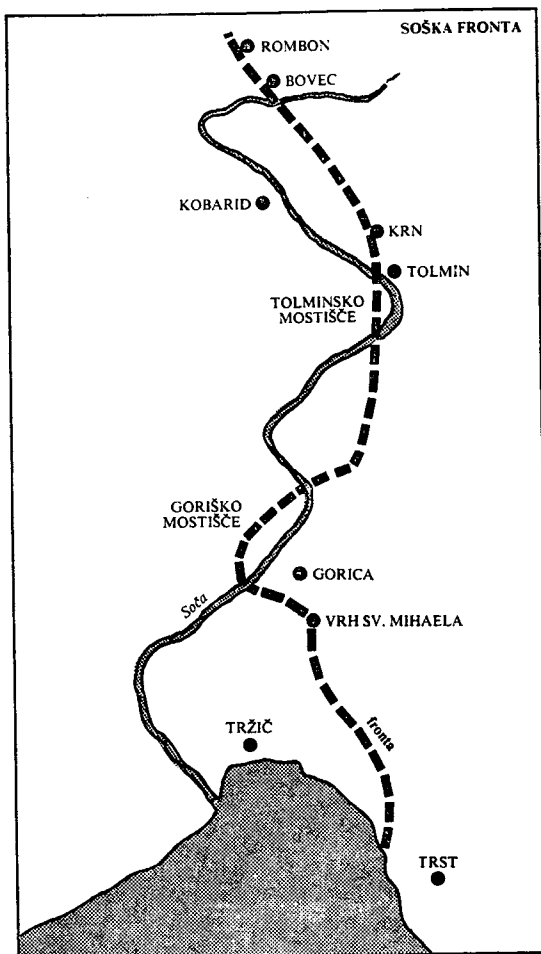 SOŠKA FRONTA
ROMBON
BOVEC
KOBARID
KRN
TOLMIN
TOLMINSKO
MOSTIŠČE
GORIŠKO
MOSTIŠČE
GORICA
Soča
VRH SV. MIHAELA
fronta
TRŽIČ
TRST